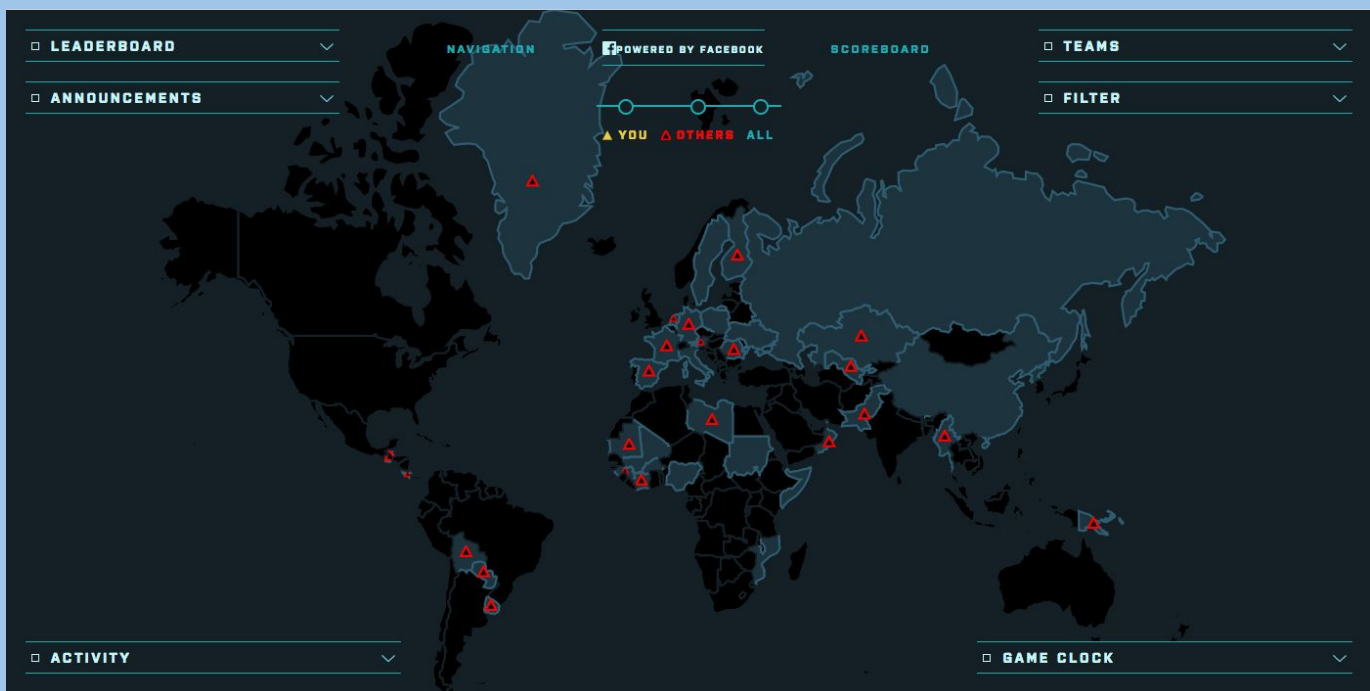 LEADERBOARD
NAVIGATION
POWERED BY FACEBOOK
SCOREBOARD
TEAMS
ANNOUNCEMENTS
FILTER
YOU OTHERS ALL
ACTIVITY
GAME CLOCK